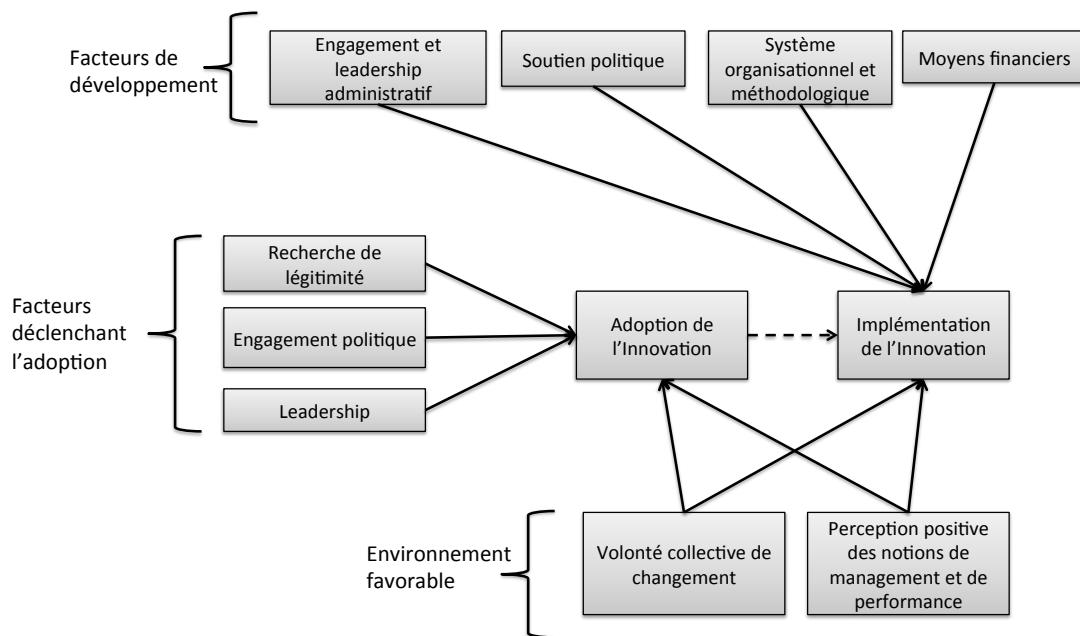 Facteurs de
développement
Engagement et
leadership
administratif
Soutien politique
Système
organisationnel et
méthodologique
Moyens financiers
Facteurs
déclenchant
l’adoption
Recherche de
légitimité
Engagement politique
Leadership
Adoption de
l’Innovation
Implémentation
de l’Innovation
Environnement
favorable
Volonté collective de
changement
Perception positive
des notions de
management et de
performance